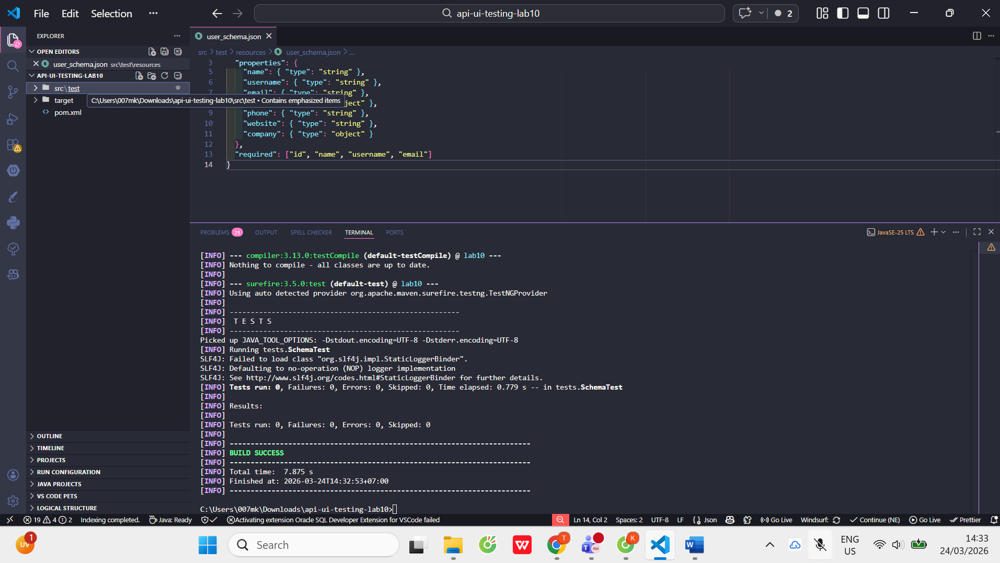 File Edit Selection ···
api-ui-testing-lab10
2
EXPLORER
user_schema.json
OPEN EDITORS
user_schema.json src\test\resources
API-UI-TESTING-LAB10
src\test
target
pom.xml
C:\Users\007mk\Downloads\api-ui-testing-lab10\src\test • Contains emphasized items
src > test > resources > user_schema.json > ...
3 "properties": {
5 "name": { "type": "string" },
6 "username": { "type": "string" },
7 "email": { "type": "string" },
ject" },
9 "phone": { "type": "string" },
10 "website": { "type": "string" },
11 "company": { "type": "object" }
12 },
13 "required": ["id", "name", "username", "email"]
14 }
PROBLEMS 25 OUTPUT SPELL CHECKER TERMINAL PORTS
JavaSE-25 LTS
[INFO] --- compiler:3.13.0:testCompile (default-testCompile) @ lab10 ---
[INFO] Nothing to compile - all classes are up to date.
[INFO]
[INFO] --- surefire:3.5.0:test (default-test) @ lab10 ---
[INFO] Using auto detected provider org.apache.maven.surefire.testng.TestNGProvider
[INFO]
[INFO] -------------------------------------------------------
[INFO]  T E S T S
[INFO] -------------------------------------------------------
Picked up JAVA_TOOL_OPTIONS: -Dstdout.encoding=UTF-8 -Dstderr.encoding=UTF-8
[INFO] Running tests.SchemaTest
SLF4J: Failed to load class "org.slf4j.impl.StaticLoggerBinder".
SLF4J: Defaulting to no-operation (NOP) logger implementation
SLF4J: See http://www.slf4j.org/codes.html#StaticLoggerBinder for further details.
[INFO] Tests run: 0, Failures: 0, Errors: 0, Skipped: 0, Time elapsed: 0.779 s -- in tests.SchemaTest
[INFO]
[INFO] Results:
[INFO]
[INFO] Tests run: 0, Failures: 0, Errors: 0, Skipped: 0
[INFO]
[INFO] ------------------------------------------------------------------------
[INFO] BUILD SUCCESS
[INFO] ------------------------------------------------------------------------
[INFO] Total time:  7.875 s
[INFO] Finished at: 2026-03-24T14:32:53+07:00
[INFO] ------------------------------------------------------------------------
C:\Users\007mk\Downloads\api-ui-testing-lab10>
OUTLINE
TIMELINE
PROJECTS
RUN CONFIGURATION
JAVA PROJECTS
VS CODE PETS
LOGICAL STRUCTURE
19 4 2 Indexing completed. Java: Ready Activating extension Oracle SQL Developer Extension for VSCode failed
Ln 14, Col 2 Spaces: 2 UTF-8 LF { } Json Go Live Windsurf: Continue (NE) Go Live Prettier
UV 1
Search
T
T KM
K
W
ENG
US
14:33
24/03/2026